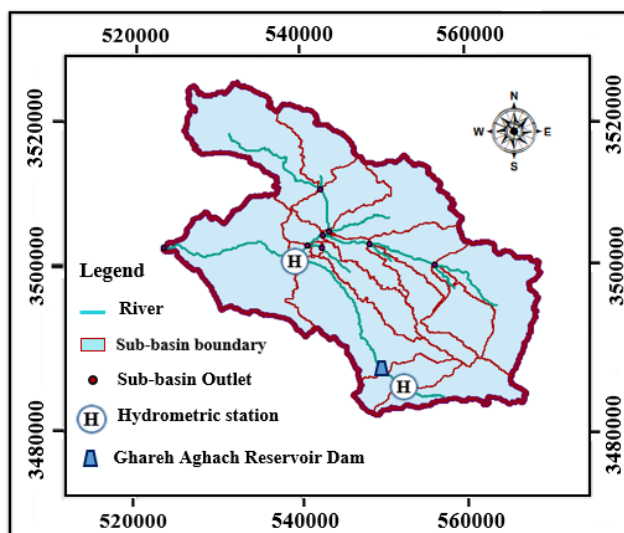 520000 540000 560000
3520000 3520000
N
W E
S
3500000 3500000
H
Legend
River
Sub-basin boundary
Sub-basin Outlet
H
H Hydrometric station
Ghareh Aghach Reservoir Dam
3480000 3480000
520000 540000 560000